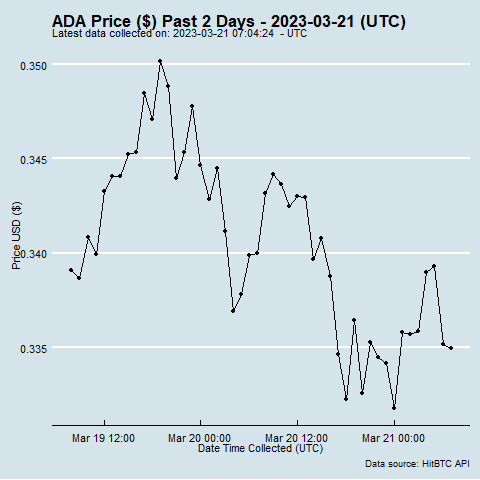 ADA Price ($) Past 2 Days - 2023-03-21 (UTC)
Latest data collected on: 2023-03-21 07:04:24 - UTC
0.350
0.345
0.340
0.335
Price USD ($)
Mar 19 12:00
Mar 20 00:00
Mar 20 12:00
Mar 21 00:00
Date Time Collected (UTC)
Data source: HitBTC API